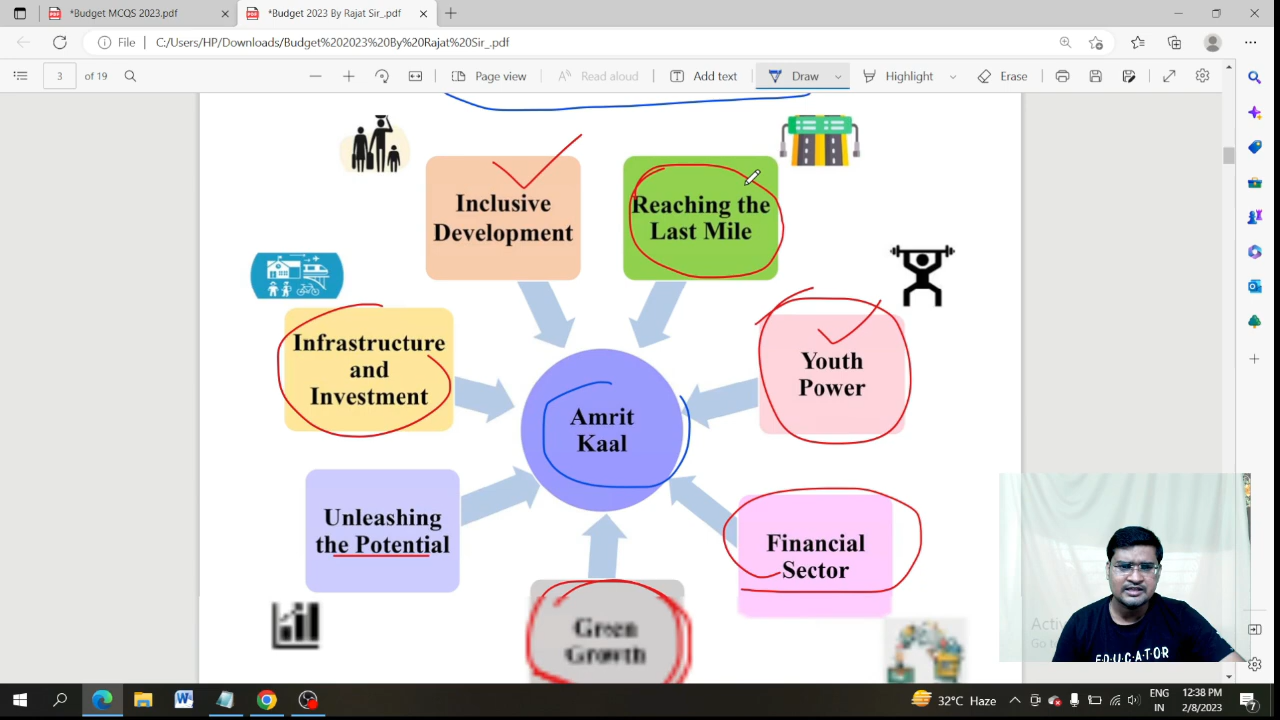 *Budget MCQS 2023.pdf
*Budget 2023 By Rajat Sir_.pdf
File
C:/Users/HP/Downloads/Budget%202023%20By%20Rajat%20Sir_.pdf
3
of 19
Page view
Read aloud
Add text
Draw
Highlight
Erase
Inclusive
Development
Reaching the
Last Mile
Infrastructure
and
Investment
Youth
Power
Amrit
Kaal
Unleashing
the Potential
Financial
Sector
Green
Growth
E.D.U.C.A.T.O.R
32°C Haze
ENG
IN
12:38 PM
2/8/2023
7